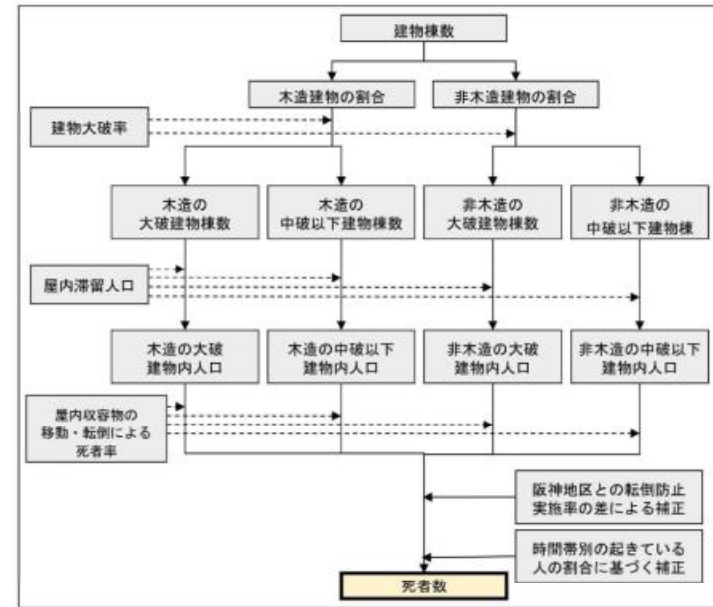 建物棟数
木造建物の割合
非木造建物の割合
建物大破率
木造の
大破建物棟数
木造の
中破以下建物棟数
非木造の
大破建物棟数
非木造の
中破以下建物棟
屋内滞留人口
木造の大破
建物内人口
木造の中破以下
建物内人口
非木造の大破
建物内人口
非木造の中破以下
建物内人口
屋内収容物の
移動・転倒による
死者率
阪神地区との転倒防止
実施率の差による補正
時間帯別の起きている
人の割合に基づく補正
死者数